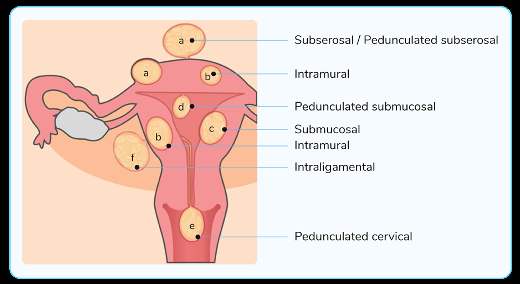 a
Subserosal / Pedunculated subserosal
a
b
Intramural
d
Pedunculated submucosal
c
Submucosal
b
Intramural
f
Intraligamental
e
Pedunculated cervical